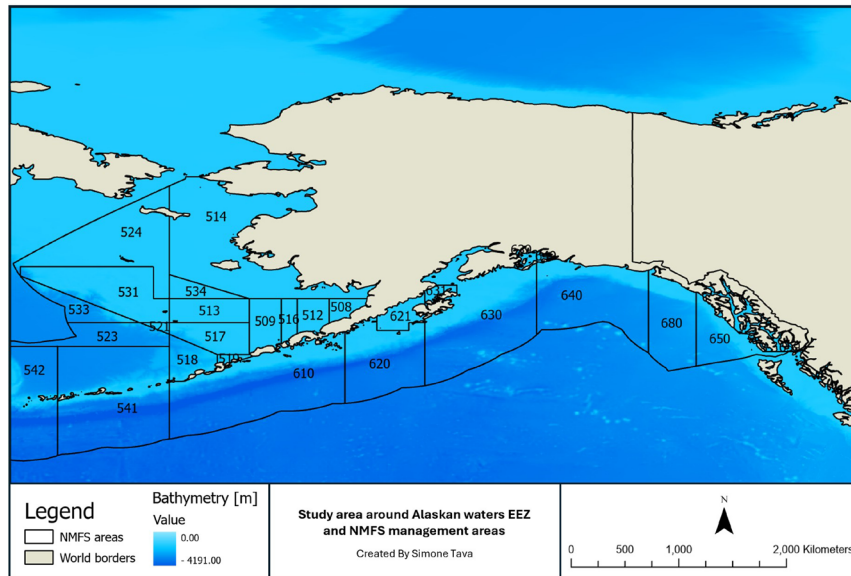 514
524
531
534
533
513
521
523
517
509
516
512
508
518
519
542
541
610
620
621
631
630
640
680
650
Legend
NMFS areas
World borders
Bathymetry [m]
Value
0.00
- 4191.00
Study area around Alaskan waters EEZ
and NMFS management areas
Created By Simone Tava
N
0 500 1,000 2,000 Kilometers